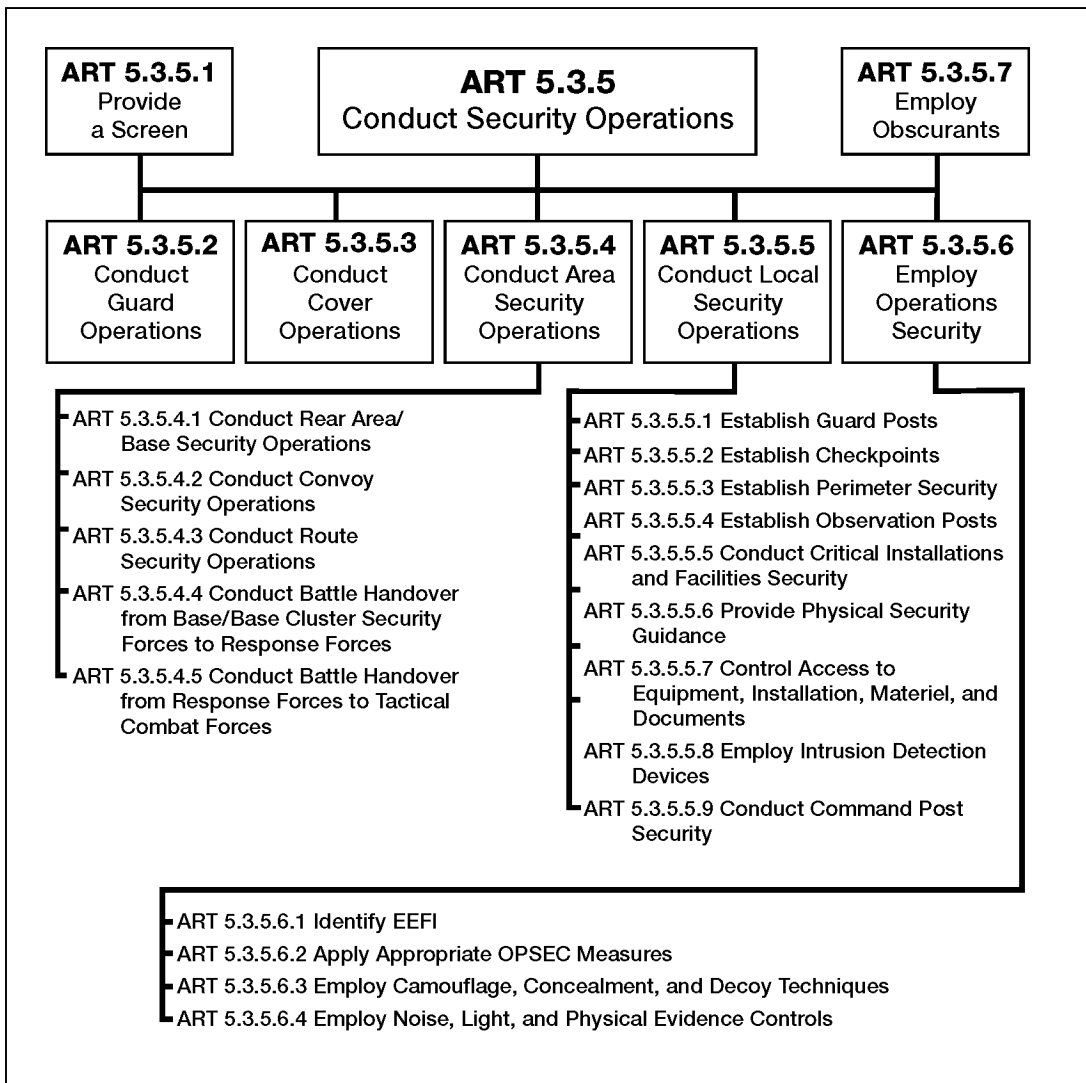 ART 5.3.5.1
Provide
a Screen
ART 5.3.5
Conduct Security Operations
ART 5.3.5.7
Employ
Obscurants
ART 5.3.5.2
Conduct
Guard
Operations
ART 5.3.5.3
Conduct
Cover
Operations
ART 5.3.5.4
Conduct Area
Security
Operations
ART 5.3.5.5
Conduct Local
Security
Operations
ART 5.3.5.6
Employ
Operations
Security
ART 5.3.5.4.1 Conduct Rear Area/
Base Security Operations
ART 5.3.5.4.2 Conduct Convoy
Security Operations
ART 5.3.5.4.3 Conduct Route
Security Operations
ART 5.3.5.4.4 Conduct Battle Handover
from Base/Base Cluster Security
Forces to Response Forces
ART 5.3.5.4.5 Conduct Battle Handover
from Response Forces to Tactical
Combat Forces
ART 5.3.5.5.1 Establish Guard Posts
ART 5.3.5.5.2 Establish Checkpoints
ART 5.3.5.5.3 Establish Perimeter Security
ART 5.3.5.5.4 Establish Observation Posts
ART 5.3.5.5.5 Conduct Critical Installations
and Facilities Security
ART 5.3.5.5.6 Provide Physical Security
Guidance
ART 5.3.5.5.7 Control Access to
Equipment, Installation, Materiel, and
Documents
ART 5.3.5.5.8 Employ Intrusion Detection
Devices
ART 5.3.5.5.9 Conduct Command Post
Security
ART 5.3.5.6.1 Identify EEFI
ART 5.3.5.6.2 Apply Appropriate OPSEC Measures
ART 5.3.5.6.3 Employ Camouflage, Concealment, and Decoy Techniques
ART 5.3.5.6.4 Employ Noise, Light, and Physical Evidence Controls